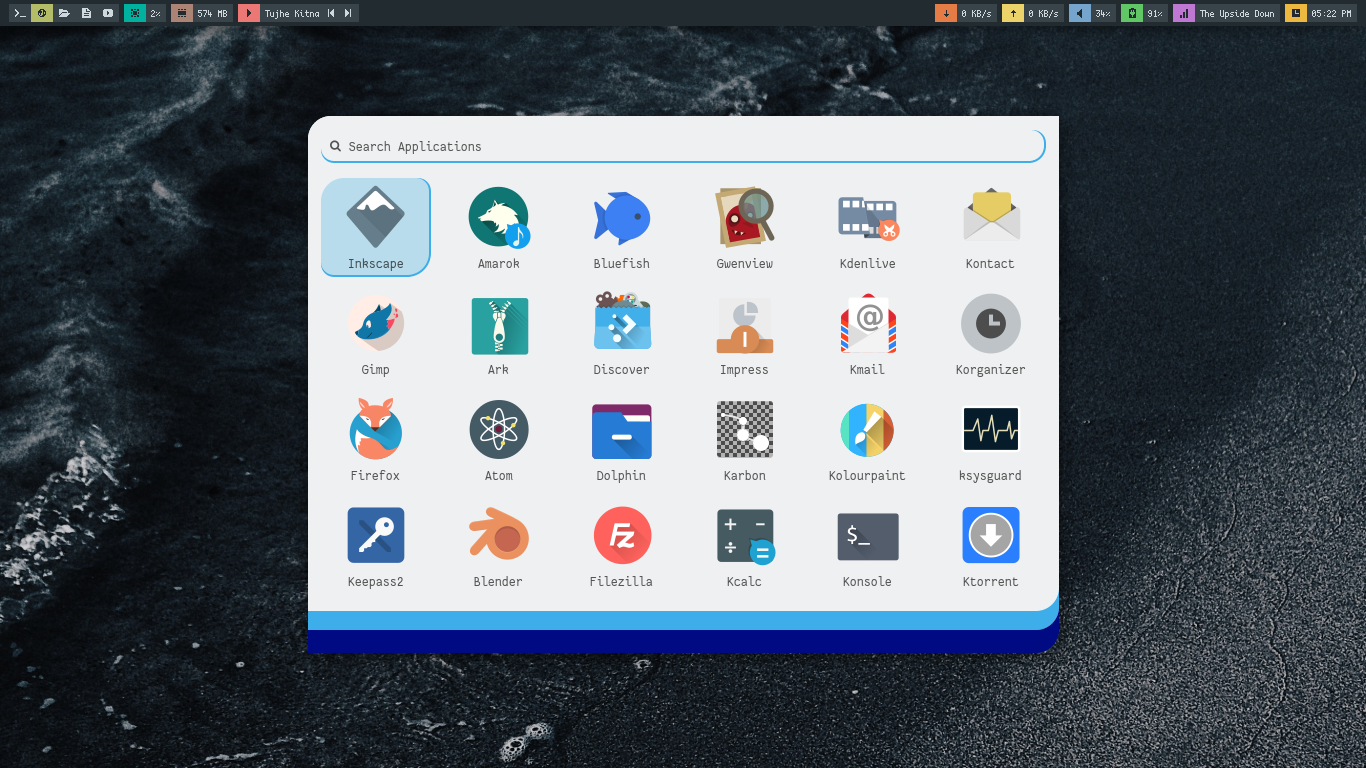 2% 574 MB Tujhe Kitna 0 KB/s 0 KB/s 34% 91% The Upside Down 05:22 PM
Search Applications
Inkscape Amarok Bluefish Gwenview Kdenlive Kontact
@
Gimp Ark Discover Impress Kmail Korganizer
Firefox Atom Dolphin Karbon Kolourpaint ksysguard
Fz $_
Keepass2 Blender Filezilla Kcalc Konsole Ktorrent